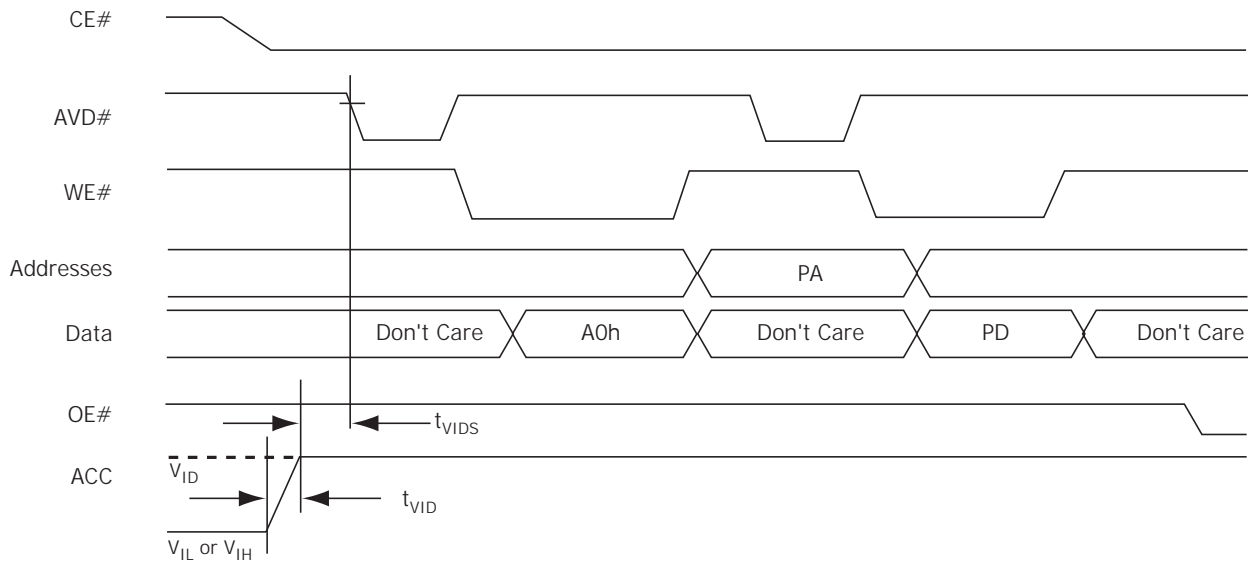 CE#
AVD#
WE#
Addresses
PA
Data
Don't Care
A0h
Don't Care
PD
Don't Care
OE#
tVIDS
ACC
VID
tVID
VIL or VIH